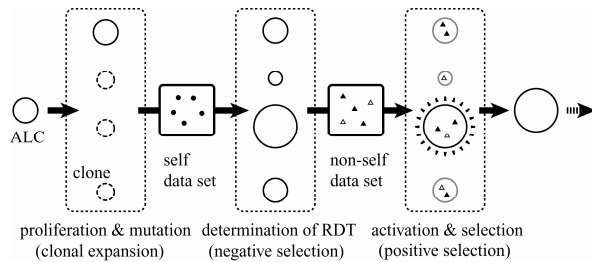 ALC
clone
self
data set
non-self
data set
proliferation & mutation
(clonal expansion)
determination of RDT
(negative selection)
activation & selection
(positive selection)